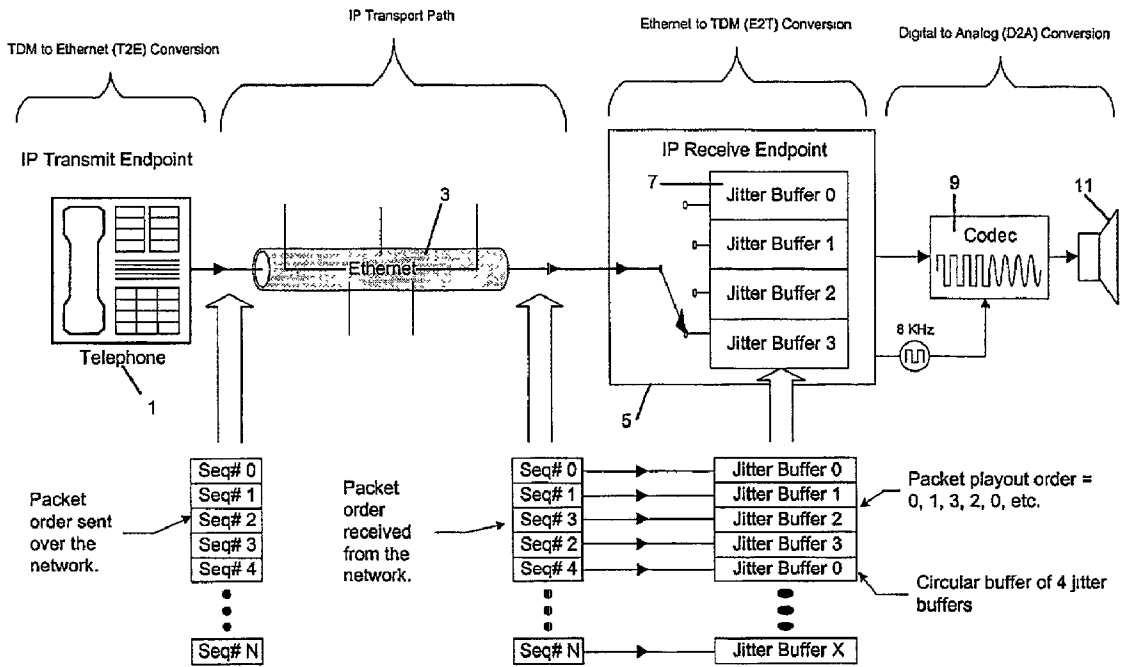 IP Transport Path
Ethernet to TDM (E2T) Conversion
Digital to Analog (D2A) Conversion
TDM to Ethernet (T2E) Conversion
IP Transmit Endpoint
IP Receive Endpoint
7
Jitter Buffer 0
Jitter Buffer 1
Jitter Buffer 2
Jitter Buffer 3
3
Ethernet
9
Codec
11
8 KHz
Telephone
1
5
Packet
order sent
over the
network.
Seq# 0
Seq# 1
Seq# 2
Seq# 3
Seq# 4
Seq# N
Packet
order
received
from the
network.
Seq# 0
Seq# 1
Seq# 3
Seq# 2
Seq# 4
Seq# N
Jitter Buffer 0
Jitter Buffer 1
Jitter Buffer 2
Jitter Buffer 3
Jitter Buffer 0
Jitter Buffer X
Packet playout order =
0, 1, 3, 2, 0, etc.
Circular buffer of 4 jitter
buffers